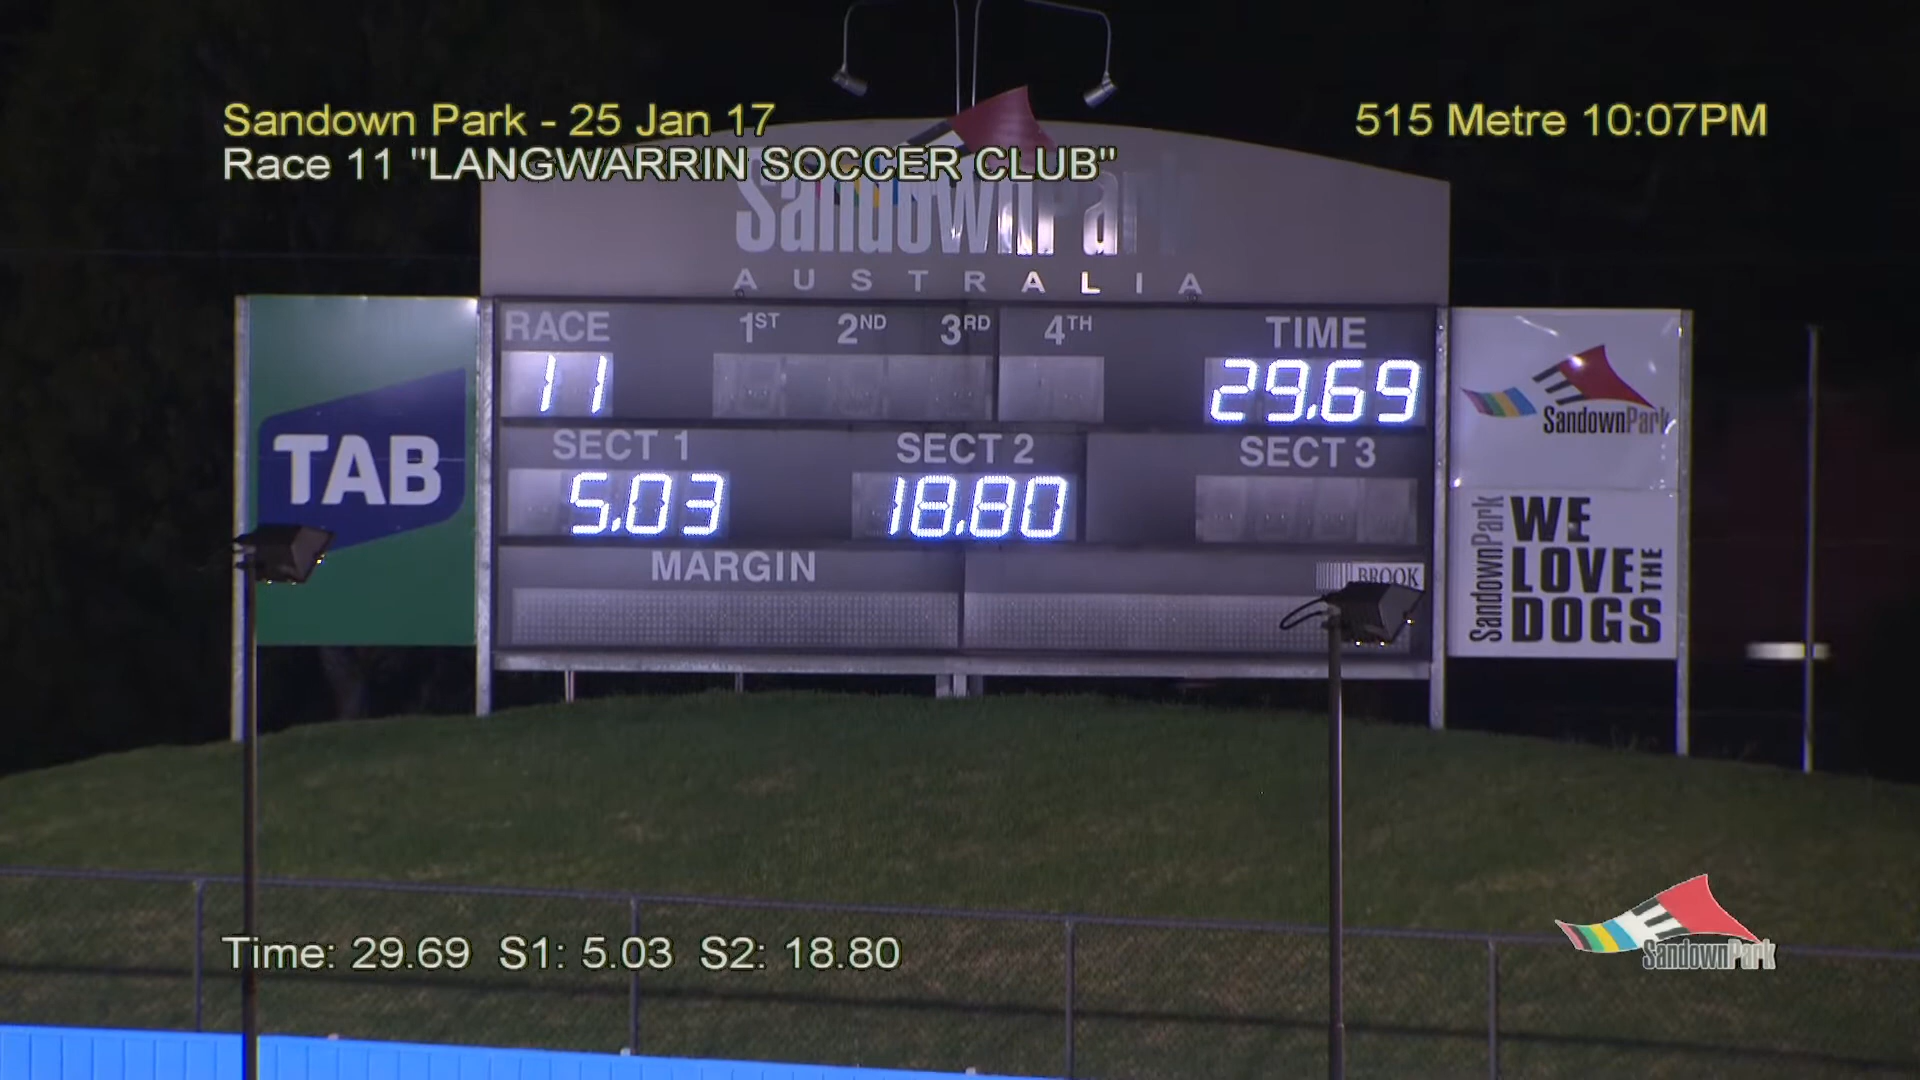 Sandown Park - 25 Jan 17
515 Metre 10:07PM
Race 11 "LANGWARRIN SOCCER CLUB"
SandownPark
AUSTRALIA
RACE 1ST 2ND 3RD 4TH TIME
11 29.69
SECT 1 SECT 2 SECT 3
5.03 18.80
MARGIN
BROOK
TAB
SandownPark
SandownPark
WE
LOVE THE
DOGS
Time: 29.69 S1: 5.03 S2: 18.80
SandownPark